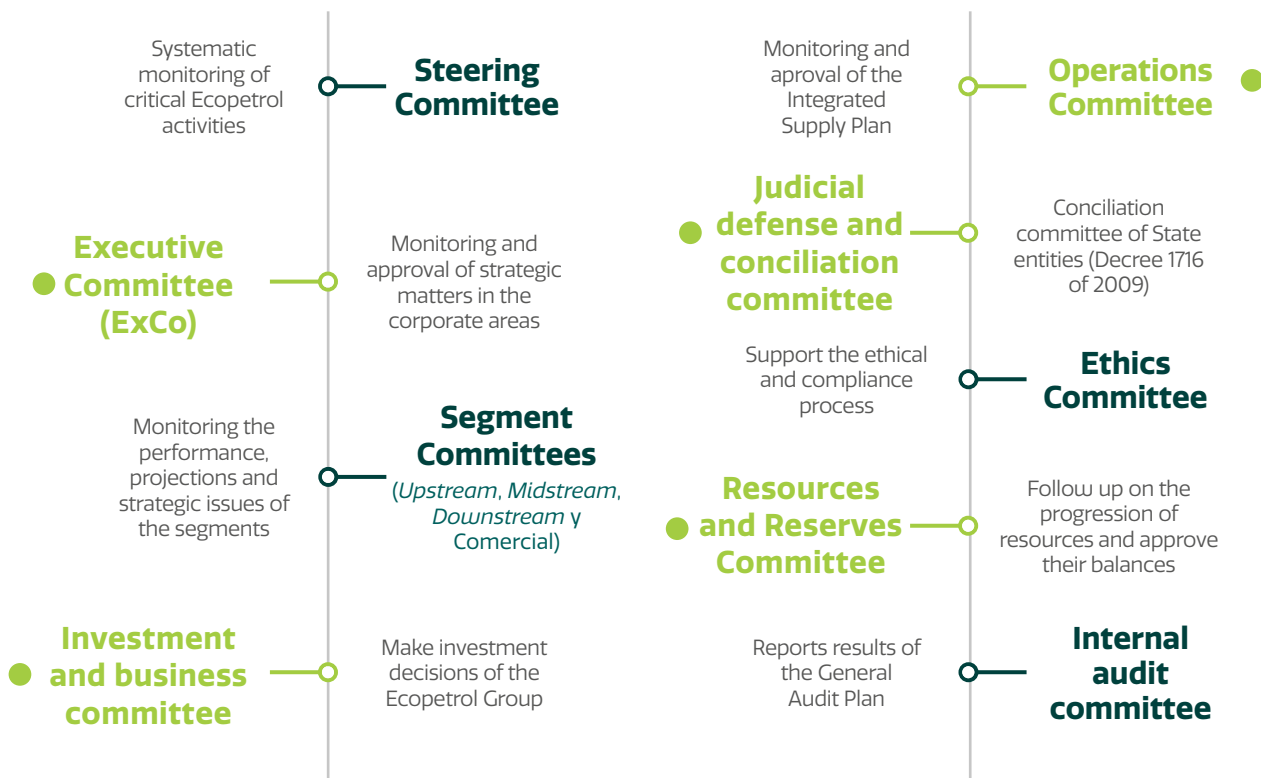 Systematic
monitoring of
critical Ecopetrol
activities
Steering
Committee
Executive
Committee
(ExCo)
Monitoring and
approval of strategic
matters in the
corporate areas
Monitoring the
performance,
projections and
strategic issues of
the segments
Segment
Committees
(Upstream, Midstream,
Downstream y
Comercial)
Investment
and business
committee
Make investment
decisions of the
Ecopetrol Group
Monitoring and
aproval of the
Integrated
Supply Plan
Operations
Committee
Judicial
defense and
conciliation
committee
Conciliation
committee of State
entities (Decree 1716
of 2009)
Support the ethical
and compliance
process
Ethics
Committee
Resources
and Reserves
Committee
Follow up on the
progression of
resources and approve
their balances
Reports results of
the General
Audit Plan
Internal
audit
committee